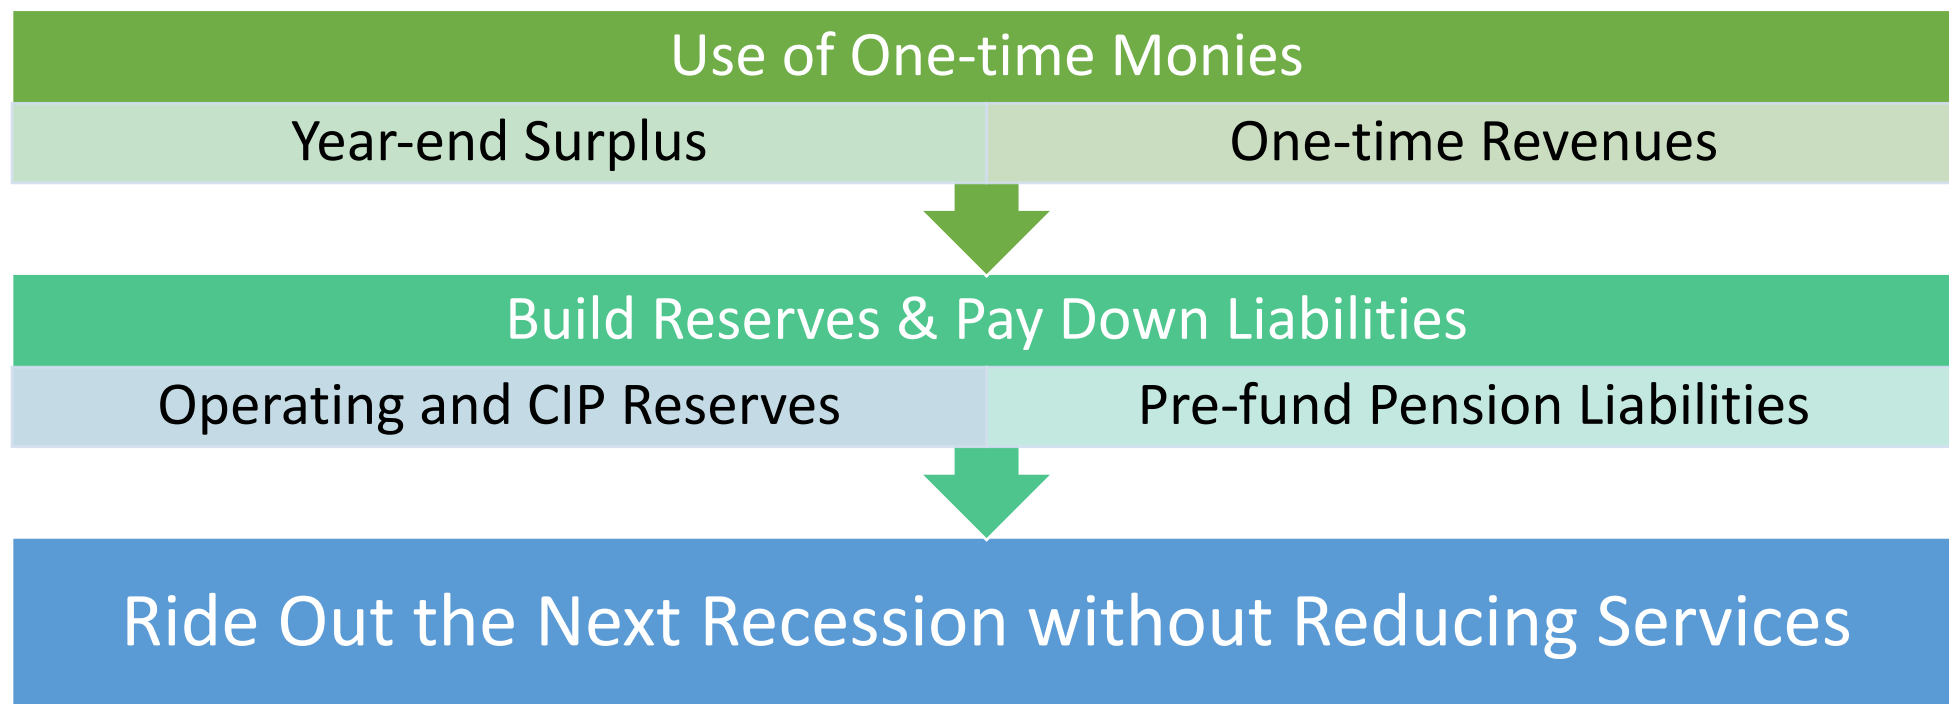 Use of One-time Monies
Year-end Surplus
One-time Revenues
Build Reserves & Pay Down Liabilities
Operating and CIP Reserves
Pre-fund Pension Liabilities
Ride Out the Next Recession without Reducing Services